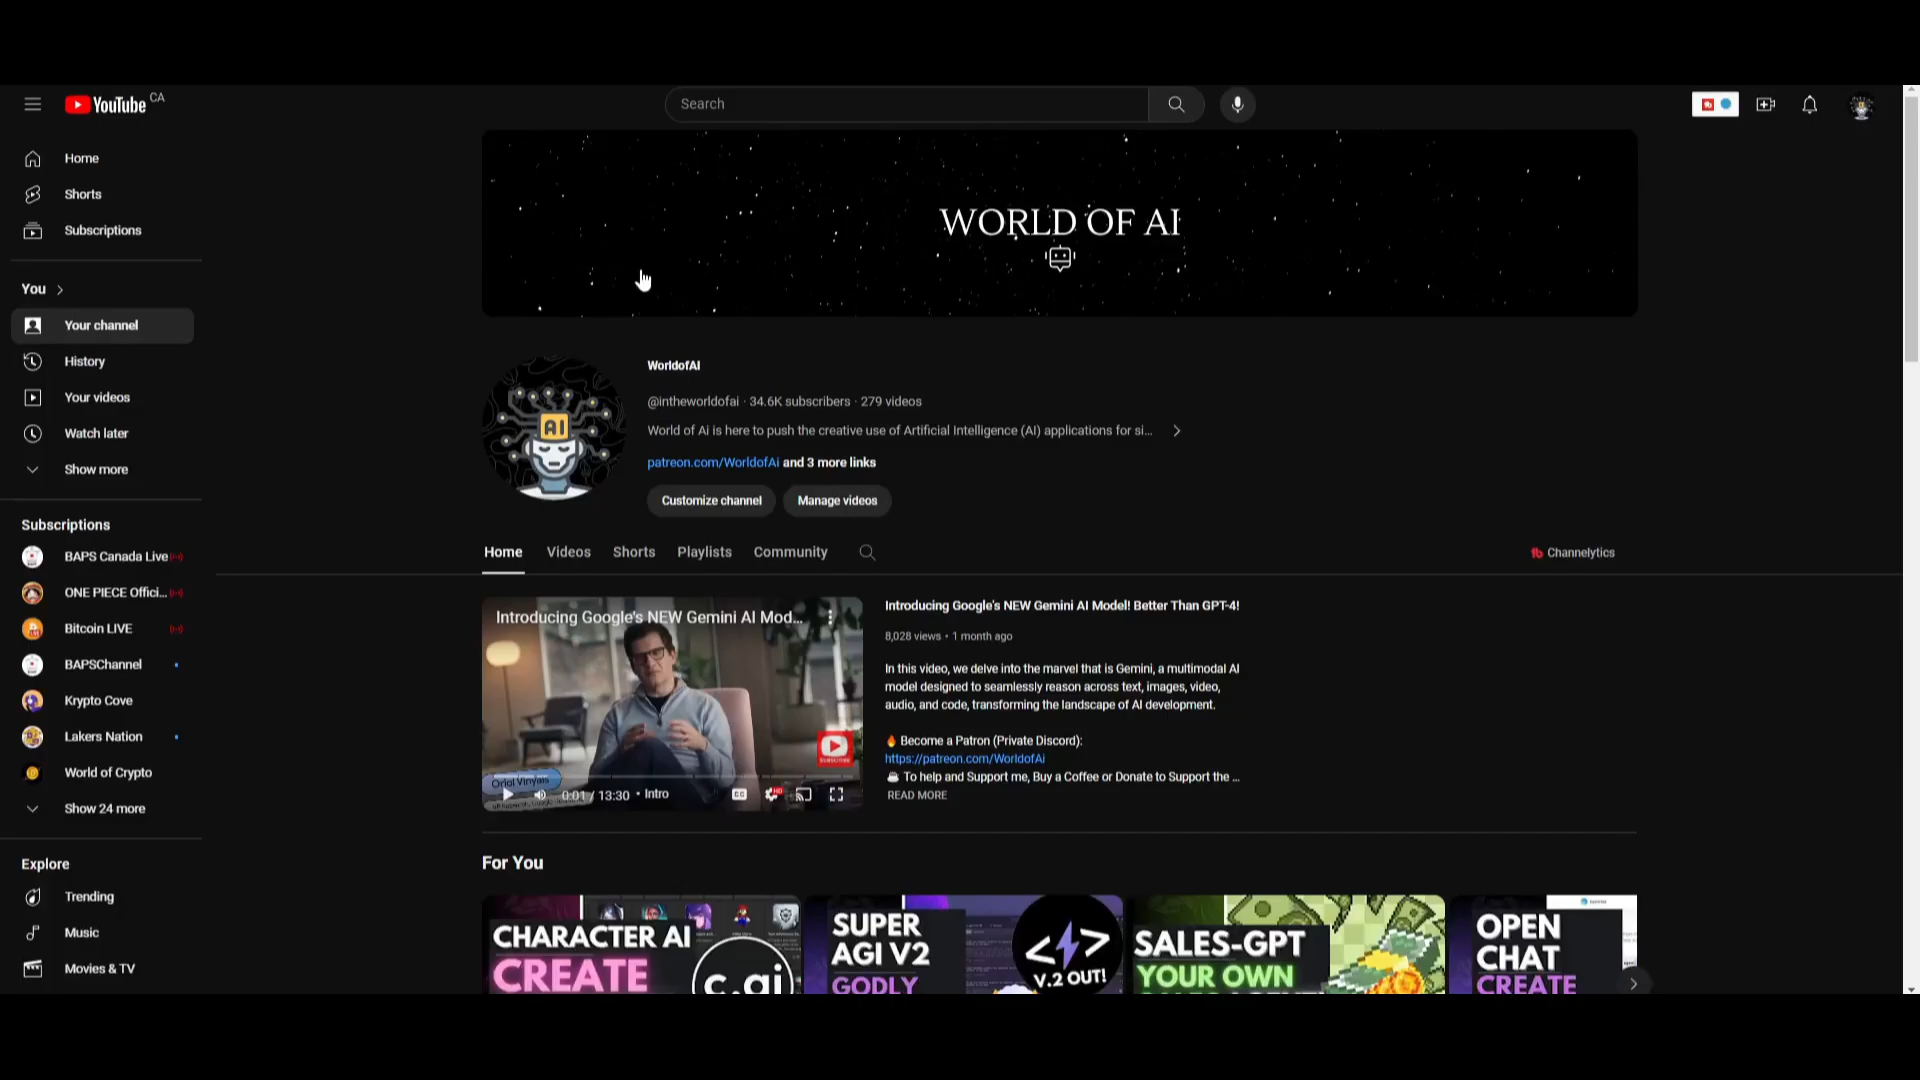 YouTube CA
Search
Home
Shorts
Subscriptions
You
Your channel
History
Your videos
Watch later
Show more
Subscriptions
BAPS Canada Live
ONE PIECE Offici...
Bitcoin LIVE
BAPSChannel
Krypto Cove
Lakers Nation
World of Crypto
Show 24 more
Explore
Trending
Music
Movies & TV
WORLD OF AI
AI
WorldofAI
@intheworldofai · 34.6K subscribers · 279 videos
World of Ai is here to push the creative use of Artificial Intelligence (AI) applications for si...
patreon.com/WorldofAi and 3 more links
Customize channel
Manage videos
Home
Videos
Shorts
Playlists
Community
Channelytics
Introducing Google's NEW Gemini AI Mod...
Oriol Vinyals
0:01 / 13:30 • Intro
CC
HD
Introducing Google's NEW Gemini AI Model! Better Than GPT-4!
8,028 views • 1 month ago
In this video, we delve into the marvel that is Gemini, a multimodal AI
model designed to seamlessly reason across text, images, video,
audio, and code, transforming the landscape of AI development.
🔥 Become a Patron (Private Discord):
https://patreon.com/WorldofAi
☕ To help and Support me, Buy a Coffee or Donate to Support the ...
READ MORE
For You
CHARACTER AI
CREATE
c.ai
SUPER
AGI V2
GODLY
V.2 OUT!
SALES-GPT
YOUR OWN
OPEN
CHAT
CREATE